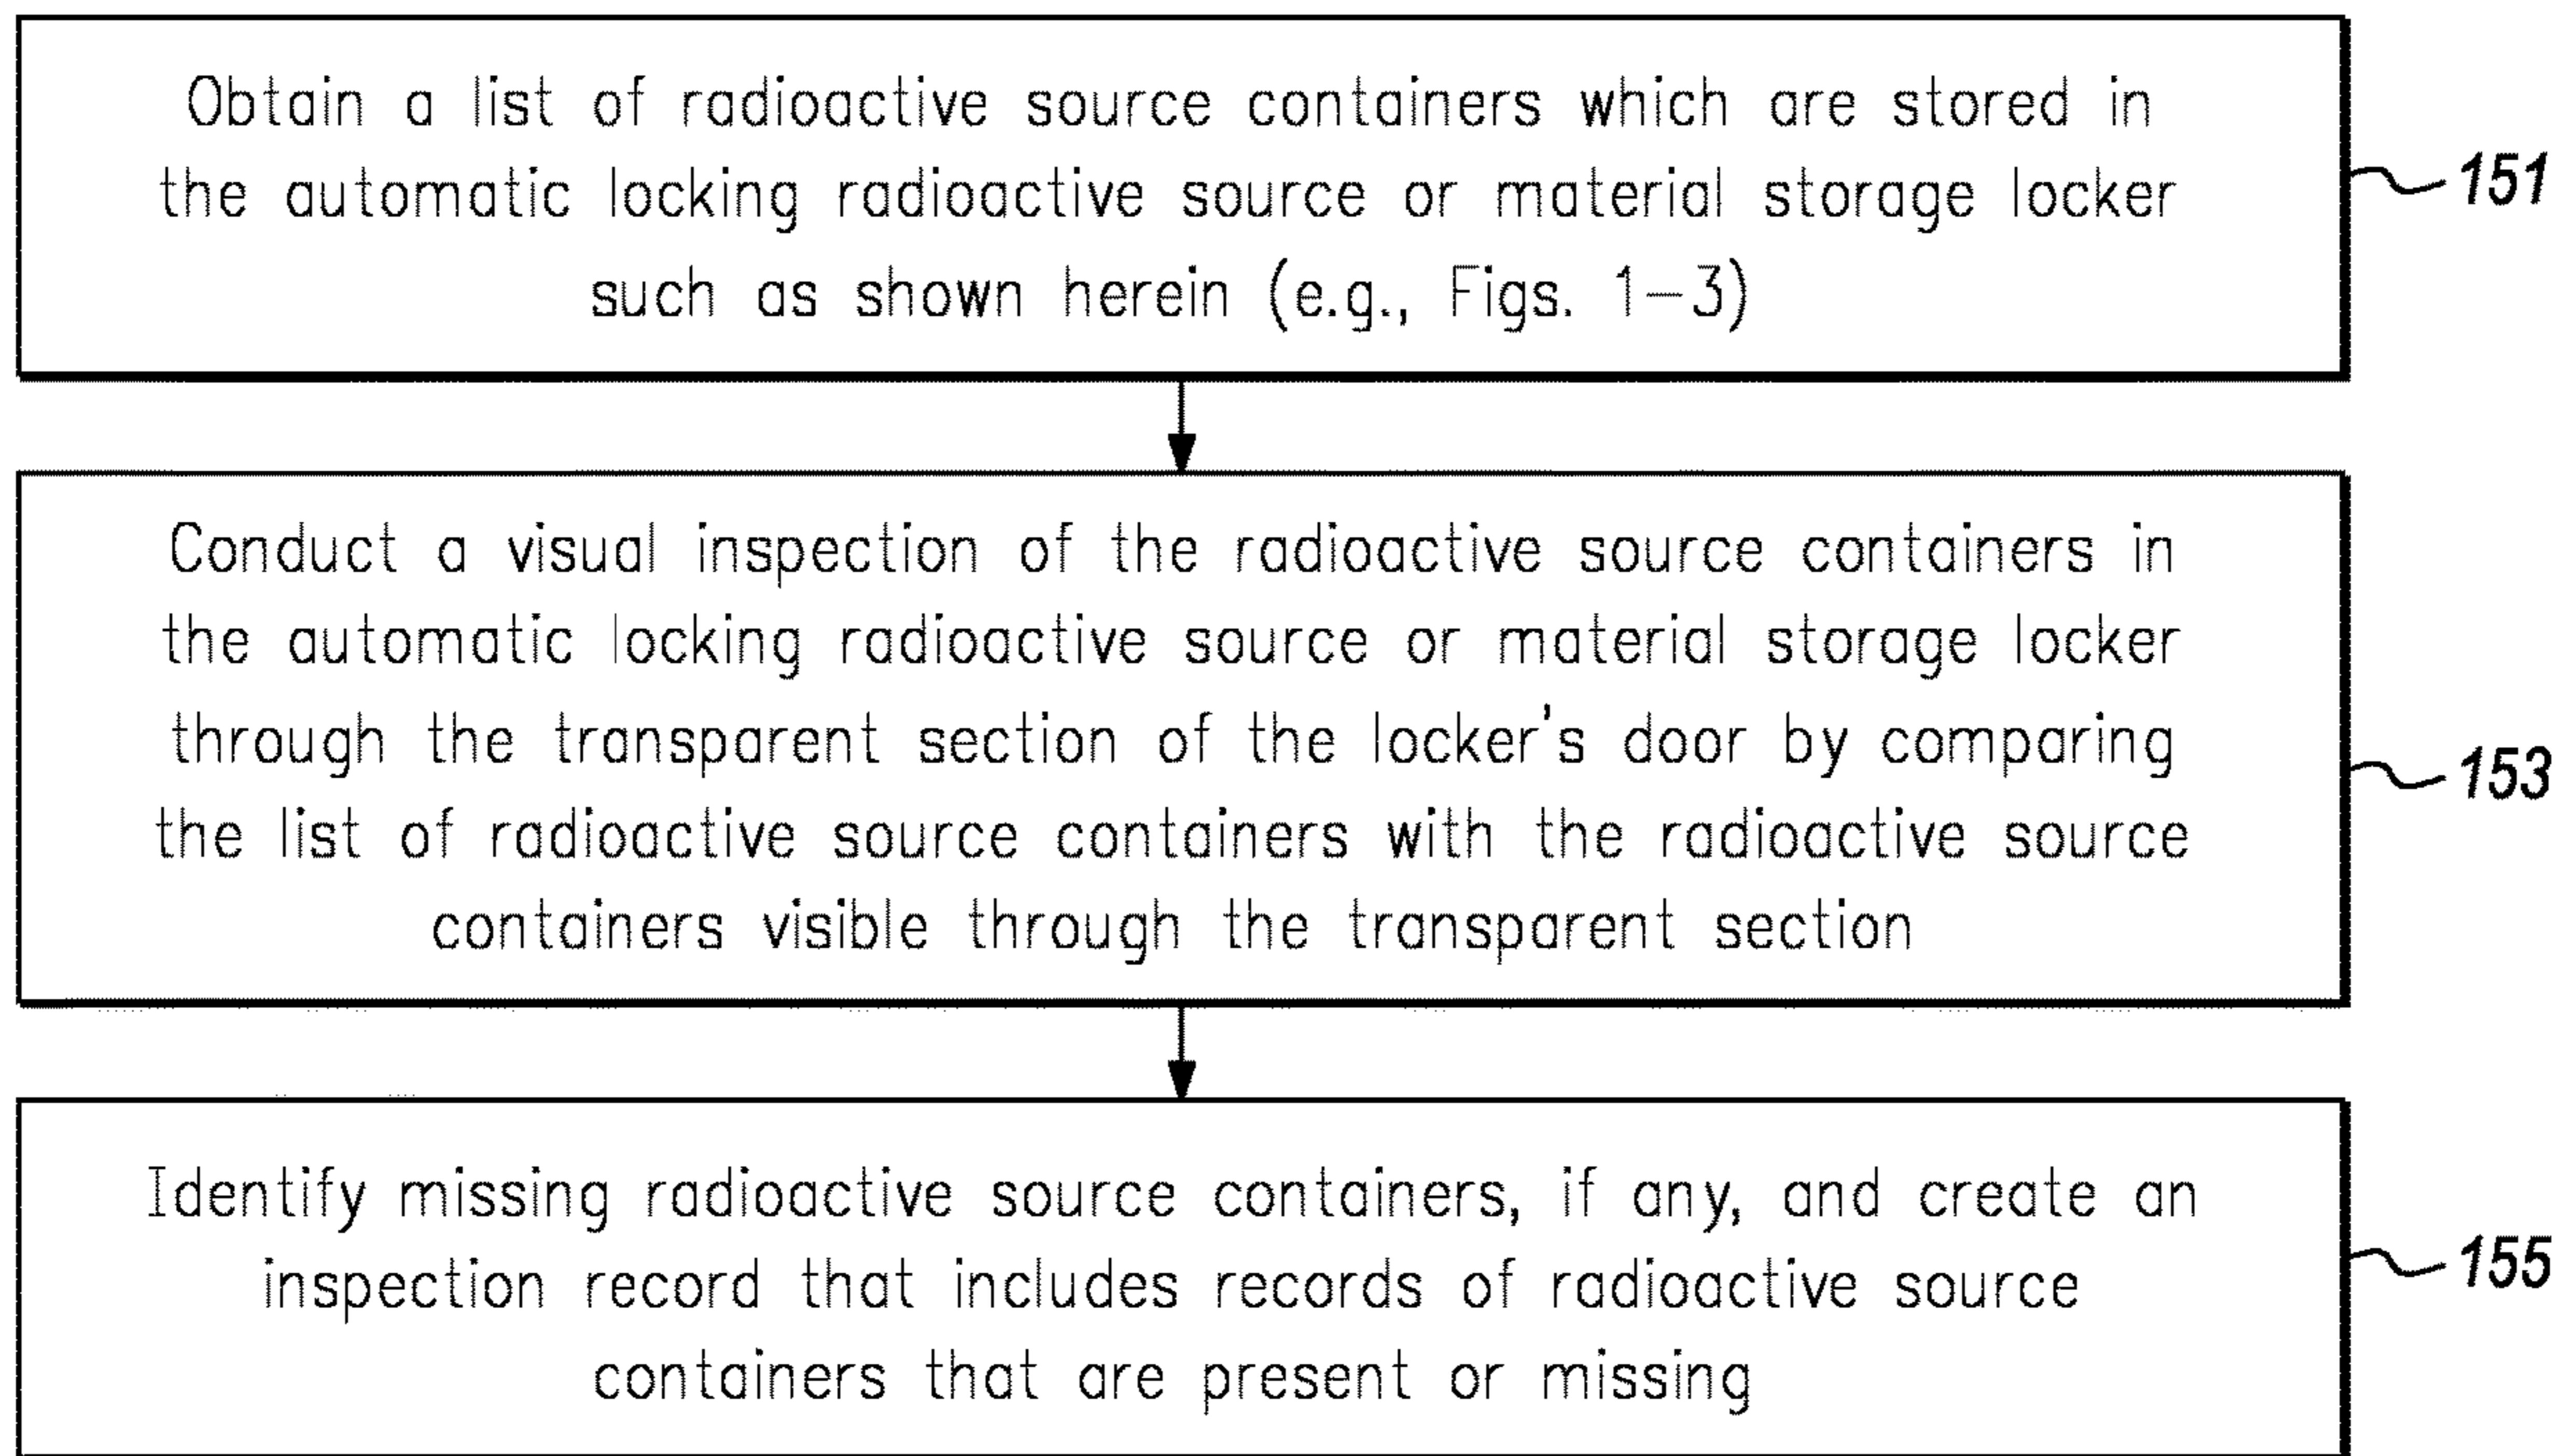 Obtain a list of radioactive source containers which are stored in
the automatic locking radioactive source or material storage locker
such as shown herein (e.g., Figs. 1-3)
151
Conduct a visual inspection of the radioactive source containers in
the automatic locking radioactive source or material storage locker
through the transparent section of the locker's door by comparing
the list of radioactive source containers with the radioactive source
containers visible through the transparent section
153
Identify missing radioactive source containers, if any, and create an
inspection record that includes records of radioactive source
containers that are present or missing
155